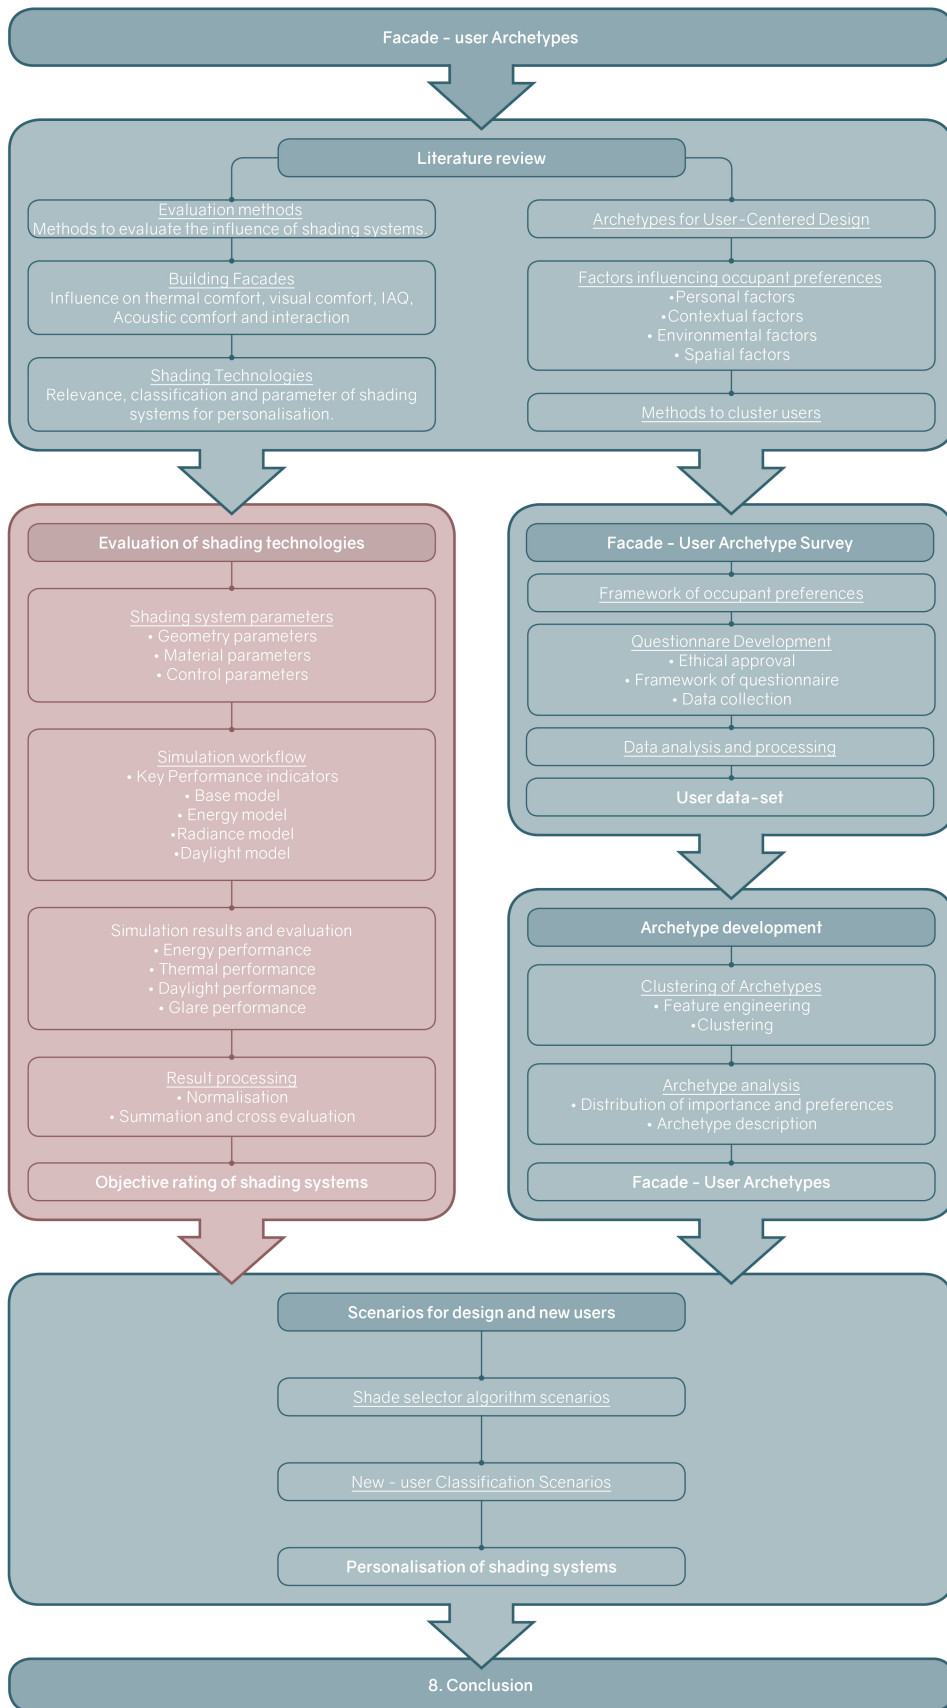 Facade - user Archetypes
Literature review
Evaluation methods
Methods to evaluate the influence of shading systems.
Building Facades
Influence on thermal comfort, visual comfort, IAQ,
Acoustic comfort and interaction
Shading Technologies
Relevance, classification and parameter of shading
systems for personalisation.
Archetypes for User-Centered Design
Factors influencing occupant preferences
•Personal factors
•Contextual factors
• Environmental factors
• Spatial factors
Methods to cluster users
Evaluation of shading technologies
Shading system parameters
• Geometry parameters
• Material parameters
• Control parameters
Simulation workflow
• Key Performance indicators
• Base model
• Energy model
•Radiance model
•Daylight model
Simulation results and evaluation
• Energy performance
• Thermal performance
• Daylight performance
• Glare performance
Result processing
• Normalisation
• Summation and cross evaluation
Objective rating of shading systems
Facade - User Archetype Survey
Framework of occupant preferences
Questionnare Development
• Ethical approval
• Framework of questionnaire
• Data collection
Data analysis and processing
User data-set
Archetype development
Clustering of Archetypes
• Feature engineering
•Clustering
Archetype analysis
• Distribution of importance and preferences
• Archetype description
Facade - User Archetypes
Scenarios for design and new users
Shade selector algorithm scenarios
New - user Classification Scenarios
Personalisation of shading systems
8. Conclusion